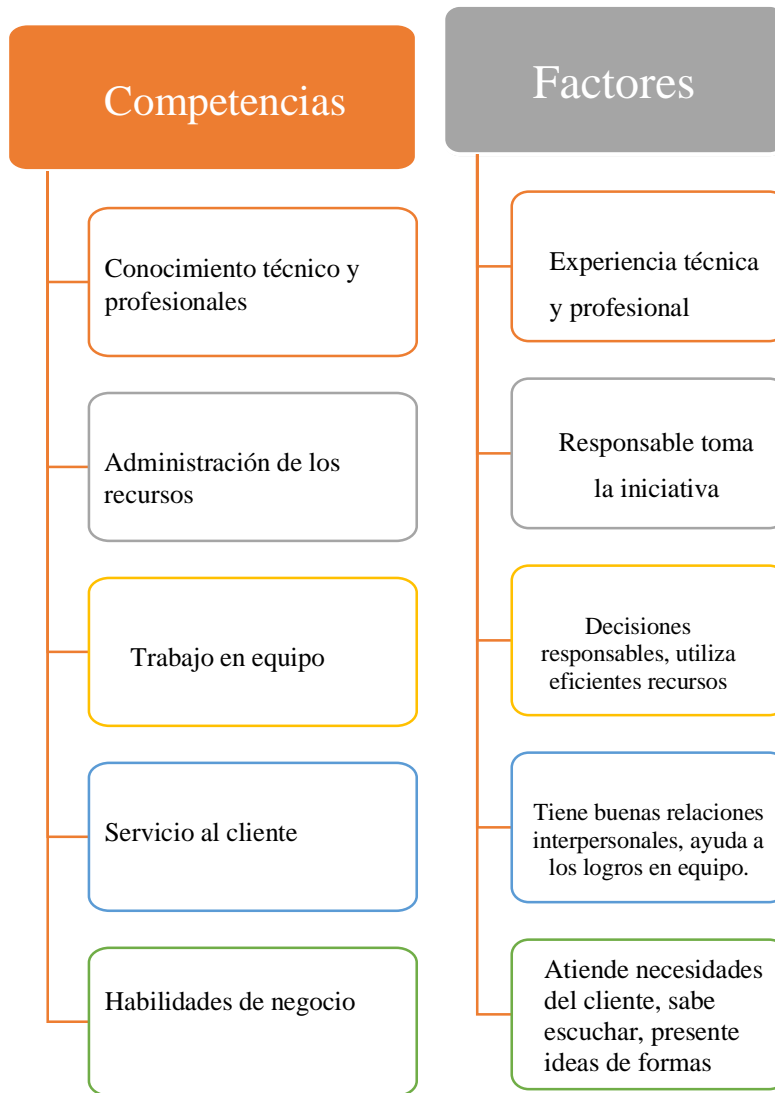 Competencias
Conocimiento técnico y
profesionales
Administración de los
recursos
Trabajo en equipo
Servicio al cliente
Habilidades de negocio
Factores
Experiencia técnica
y profesional
Responsable toma
la iniciativa
Decisiones
responsables, utiliza
eficientes recursos
Tiene buenas relaciones
interpersonales, ayuda a
los logros en equipo.
Atiende necesidades
del cliente, sabe
escuchar, presente
ideas de formas